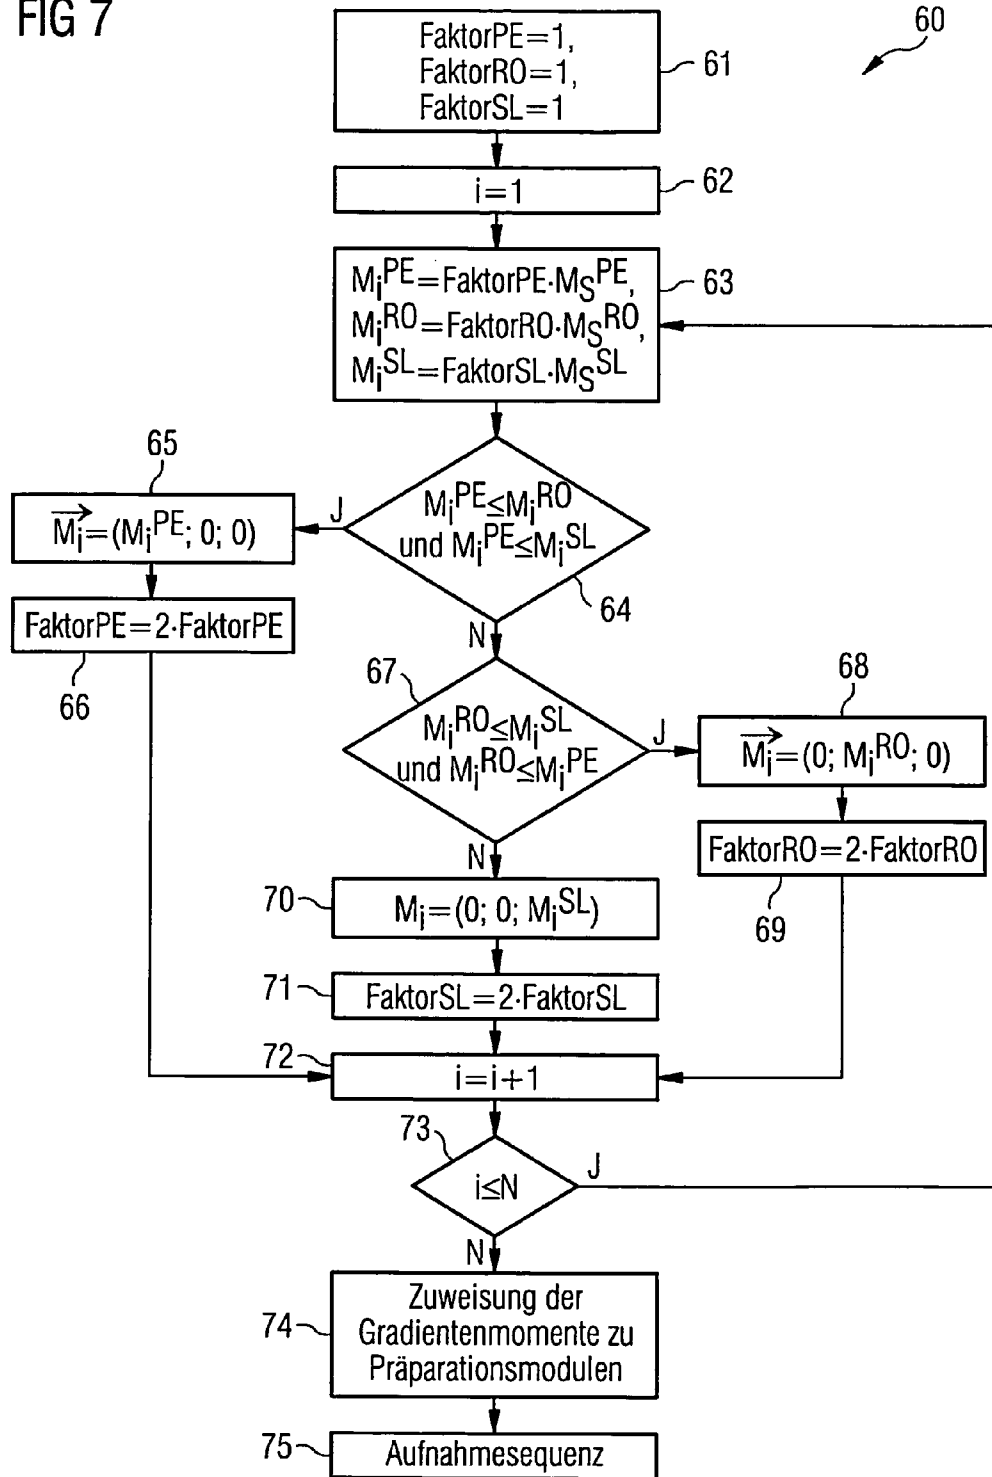 FIG 7
60
FaktorPE=1,
FaktorRO=1,
FaktorSL=1
61
i=1
62
M_i^PE=FaktorPE·M_S^PE,
M_i^RO=FaktorRO·M_S^RO,
M_i^SL=FaktorSL·M_S^SL
63
M_i^PE≤M_i^RO
und M_i^PE≤M_i^SL
64
J
65
M_i→=(M_i^PE; 0; 0)
FaktorPE=2·FaktorPE
66
N
67
M_i^RO≤M_i^SL
und M_i^RO≤M_i^PE
J
68
M_i→=(0; M_i^RO; 0)
FaktorRO=2·FaktorRO
69
N
70
M_i=(0; 0; M_i^SL)
71
FaktorSL=2·FaktorSL
72
i=i+1
73
i≤N
J
N
74
Zuweisung der
Gradientenmomente zu
Präparationsmodulen
75
Aufnahmesequenz